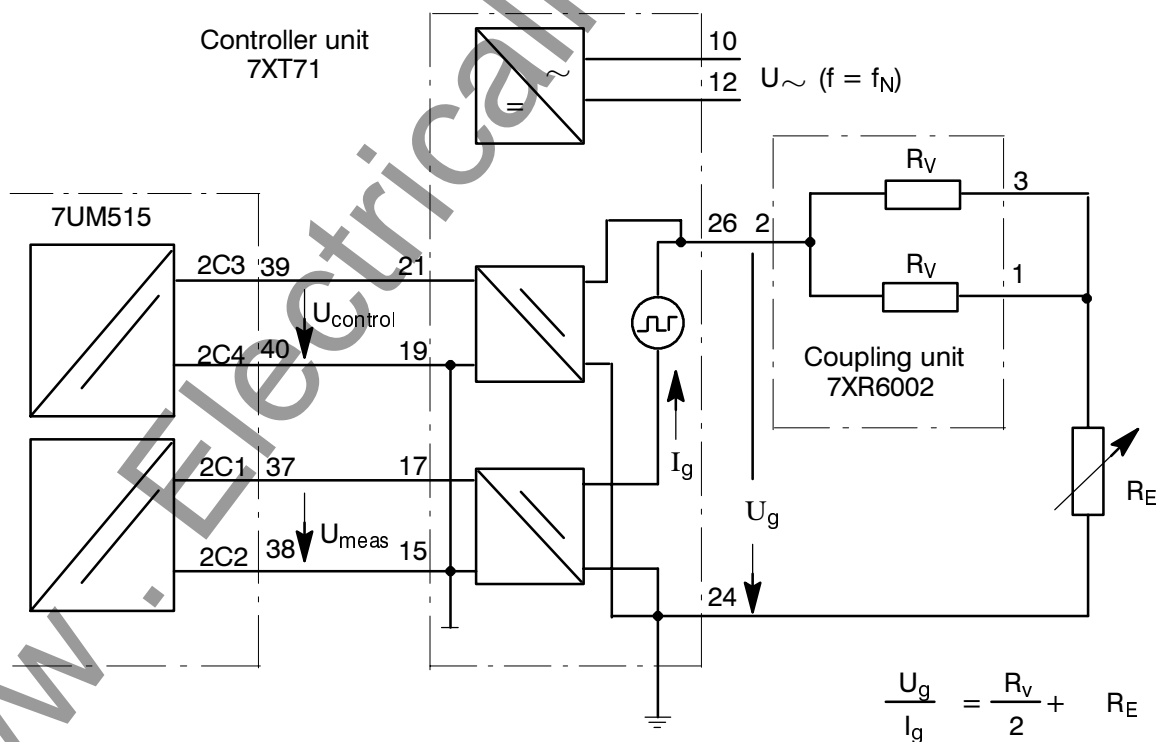 Controller unit
7XT71
10
12
U∼ (f = fN)
=
∼
7UM515
2C3 39 21
Ucontrol
2C4 40 19
2C1 37 17
Umeas
2C2 38 15
26 2
RV 3
RV 1
Coupling unit
7XR6002
Ig
Ug
RE
24
Ug
Ig
=
Rv
2
+ RE
w . Electrical